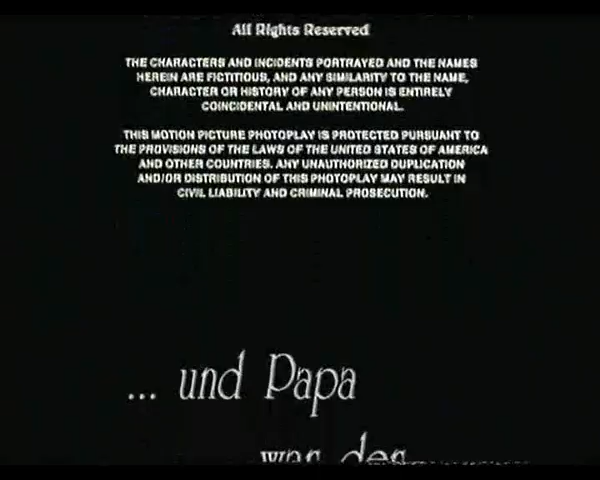 All Rights Reserved
THE CHARACTERS AND INCIDENTS PORTRAYED AND THE NAMES
HEREIN ARE FICTITIOUS, AND ANY SIMILARITY TO THE NAME,
CHARACTER OR HISTORY OF ANY PERSON IS ENTIRELY
COINCIDENTAL AND UNINTENTIONAL.
THIS MOTION PICTURE PHOTOPLAY IS PROTECTED PURSUANT TO
THE PROVISIONS OF THE LAWS OF THE UNITED STATES OF AMERICA
AND OTHER COUNTRIES. ANY UNAUTHORIZED DUPLICATION
AND/OR DISTRIBUTION OF THIS PHOTOPLAY MAY RESULT IN
CIVIL LIABILITY AND CRIMINAL PROSECUTION.
... und Papa